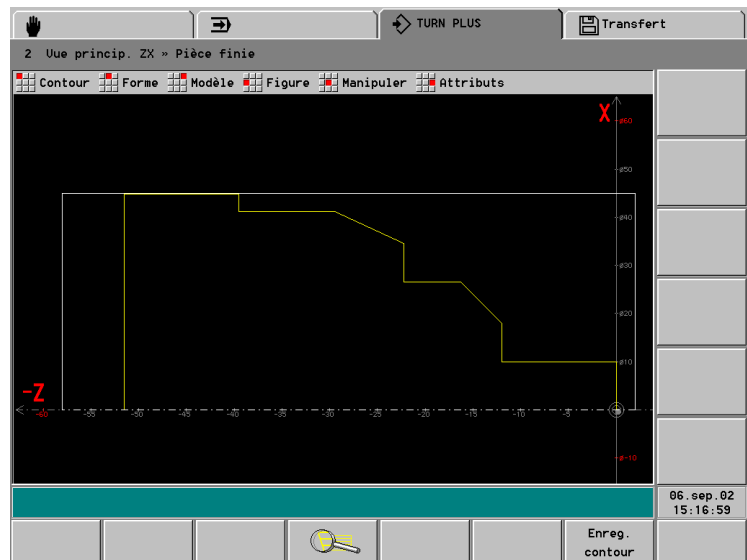 TURN PLUS
Transfert
2 Vue princip. ZX » Pièce finie
Contour Forme Modèle Figure Manipuler Attributs
X
ø60
ø50
ø40
ø30
ø20
ø10
-Z
-60 -55 -50 -45 -40 -35 -30 -25 -20 -15 -10 -5
ø-10
06.sep.02
15:16:59
Enreg.
contour